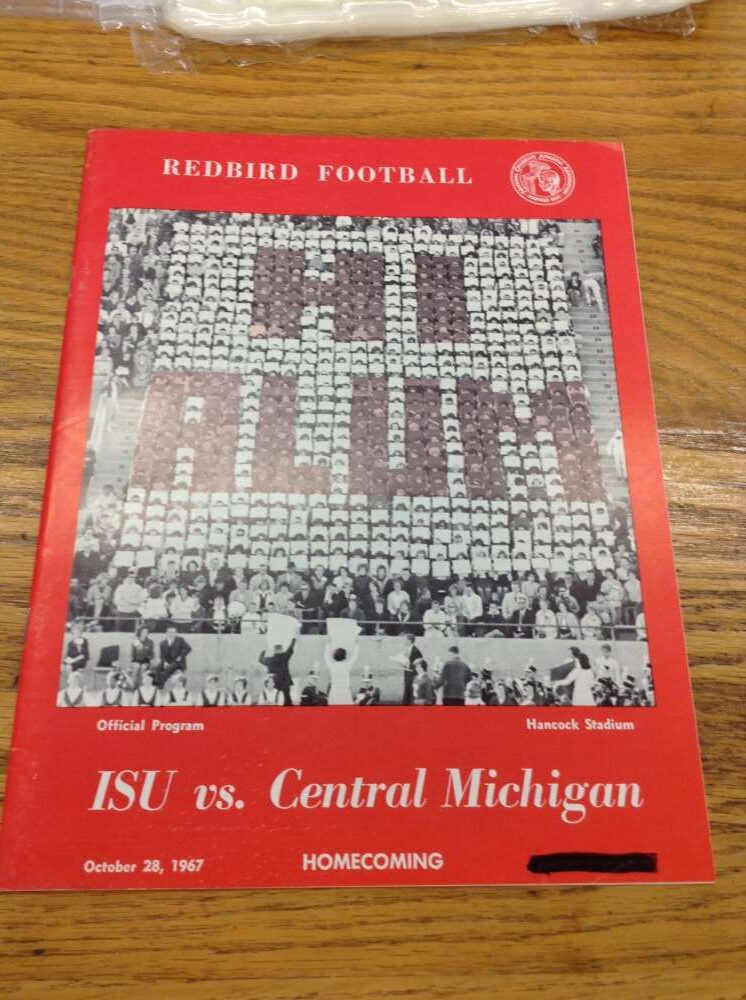 REDBIRD FOOTBALL
HI
ALUM
Official Program
Hancock Stadium
ISU vs. Central Michigan
October 28, 1967
HOMECOMING